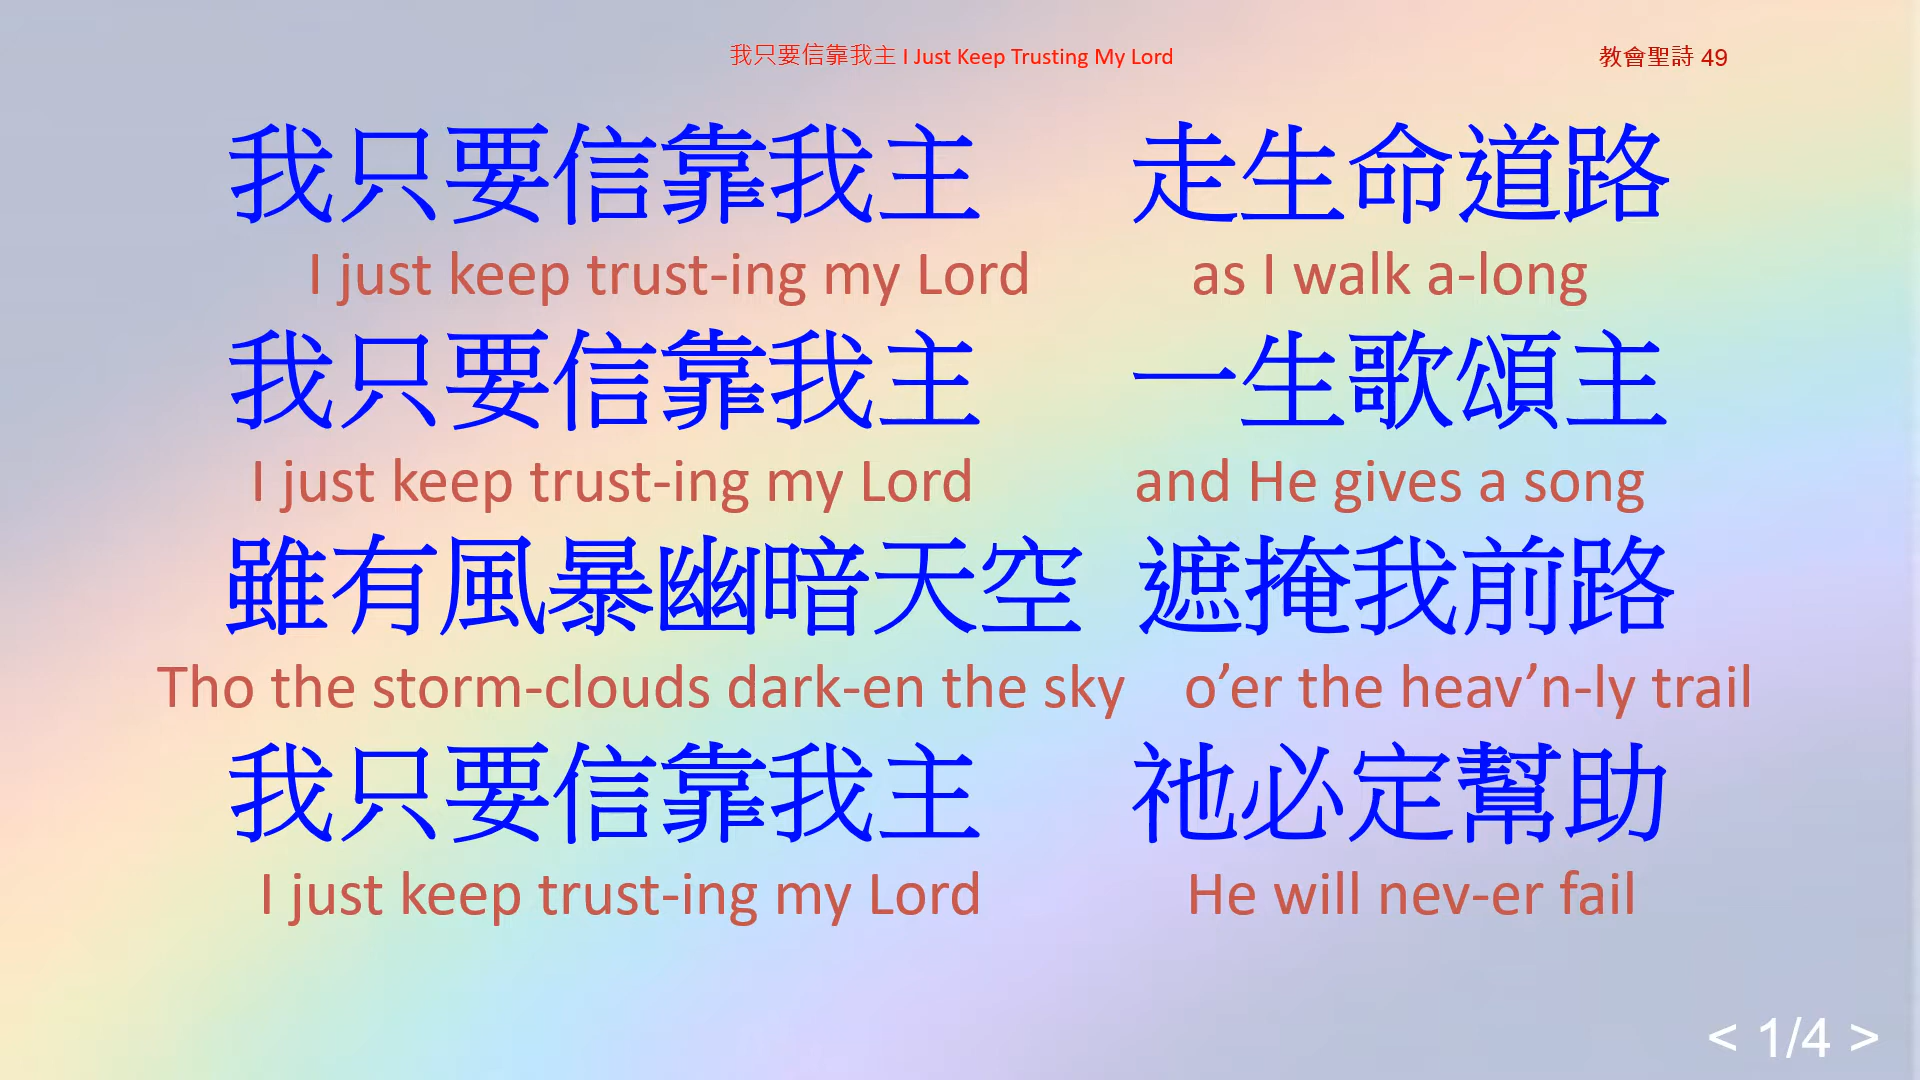 我只要信靠我主 I Just Keep Trusting My Lord 教會聖詩 49
我只要信靠我主 走生命道路
I just keep trust-ing my Lord as I walk a-long
我只要信靠我主 一生歌頌主
I just keep trust-ing my Lord and He gives a song
雖有風暴幽暗天空 遮掩我前路
Tho the storm-clouds dark-en the sky o’er the heav’n-ly trail
我只要信靠我主 祂必定幫助
I just keep trust-ing my Lord He will nev-er fail
< 1/4 >